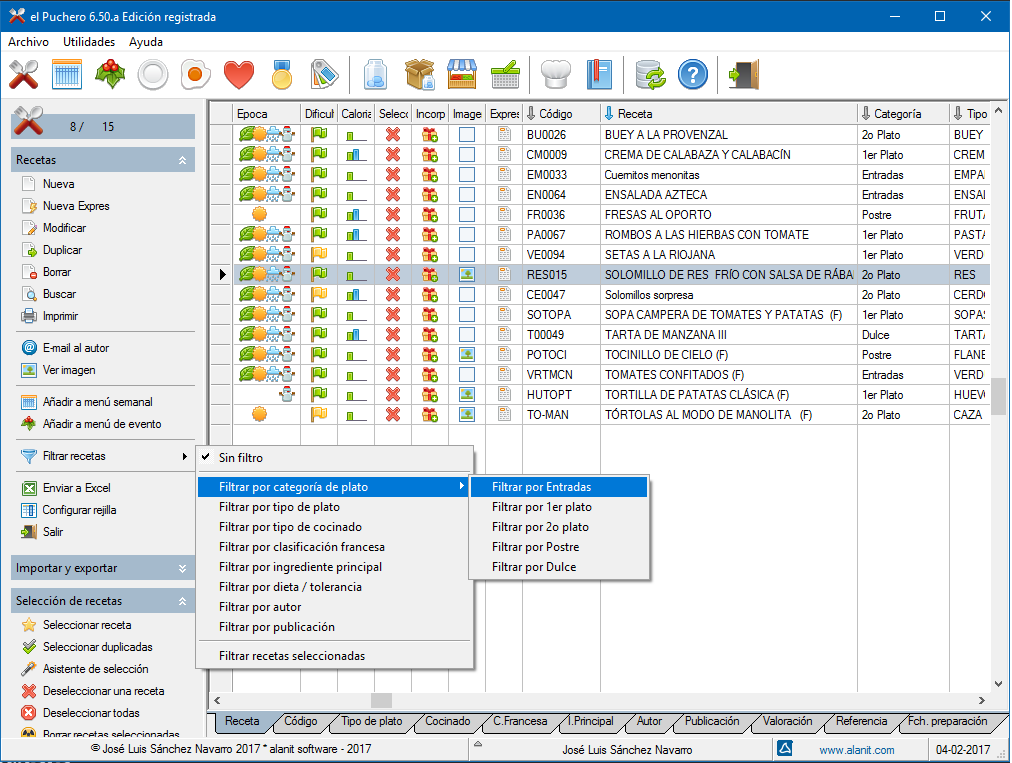 el Puchero 6.50.a Edición registrada
Archivo Utilidades Ayuda
8 / 15
Recetas
Nueva
Nueva Expres
Modificar
Duplicar
Borrar
Buscar
Imprimir
E-mail al autor
Ver imagen
Añadir a menú semanal
Añadir a menú de evento
Filtrar recetas
Enviar a Excel
Configurar rejilla
Salir
Importar y exportar
Selección de recetas
Seleccionar receta
Seleccionar duplicadas
Asistente de selección
Deseleccionar una receta
Deseleccionar todas
Borrar recetas seleccionadas
Epoca Dificul Caloría Selecc Incorp Image Expres Código Receta Categoría Tipo
BU0026 BUEY A LA PROVENZAL 2o Plato BUEY
CM0009 CREMA DE CALABAZA Y CALABACÍN 1er Plato CREM
EM0033 Cuernitos menonitas Entradas EMPA
EN0064 ENSALADA AZTECA Entradas ENSAL
FR0036 FRESAS AL OPORTO Postre FRUTA
PA0067 ROMBOS A LAS HIERBAS CON TOMATE 1er Plato PASTA
VE0094 SETAS A LA RIOJANA 1er Plato VERD
RES015 SOLOMILLO DE RES FRÍO CON SALSA DE RÁBA 2o Plato RES
CE0047 Solomillos sorpresa 2o Plato CERDO
SOTOPA SOPA CAMPERA DE TOMATES Y PATATAS (F) 1er Plato SOPAS
T00049 TARTA DE MANZANA III Dulce TARTA
POTOCI TOCINILLO DE CIELO (F) Postre FLANE
VRTMCN TOMATES CONFITADOS (F) Entradas VERD
HUTOPT TORTILLA DE PATATAS CLÁSICA (F) 1er Plato HUEV
TO-MAN TÓRTOLAS AL MODO DE MANOLITA (F) 2o Plato CAZA
Sin filtro
Filtrar por categoría de plato
Filtrar por tipo de plato
Filtrar por tipo de cocinado
Filtrar por clasificación francesa
Filtrar por ingrediente principal
Filtrar por dieta / tolerancia
Filtrar por autor
Filtrar por publicación
Filtrar recetas seleccionadas
Filtrar por Entradas
Filtrar por 1er plato
Filtrar por 2o plato
Filtrar por Postre
Filtrar por Dulce
Receta Código Tipo de plato Cocinado C.Francesa I.Principal Autor Publicación Valoración Referencia Fch. preparación
© José Luis Sánchez Navarro 2017 * alanit software - 2017 José Luis Sánchez Navarro www.alanit.com 04-02-2017